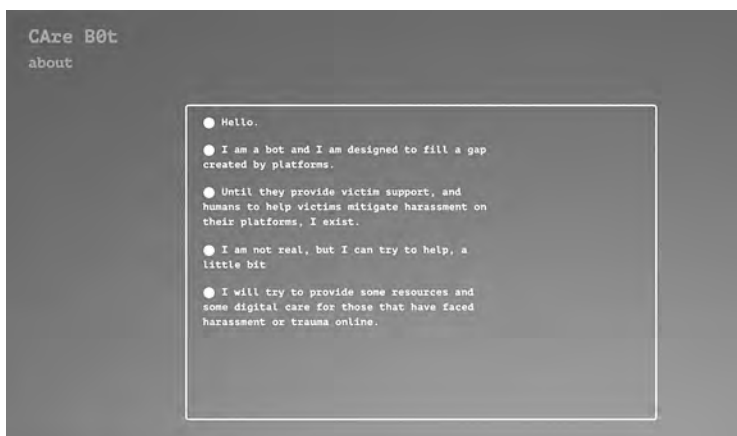 CAre B0t
about
Hello.
I am a bot and I am designed to fill a gap
created by platforms.
Until they provide victim support, and
humans to help victims mitigate harassment on
their platforms, I exist.
I am not real, but I can try to help, a
little bit
I will try to provide some resources and
some digital care for those that have faced
harassment or trauma online.